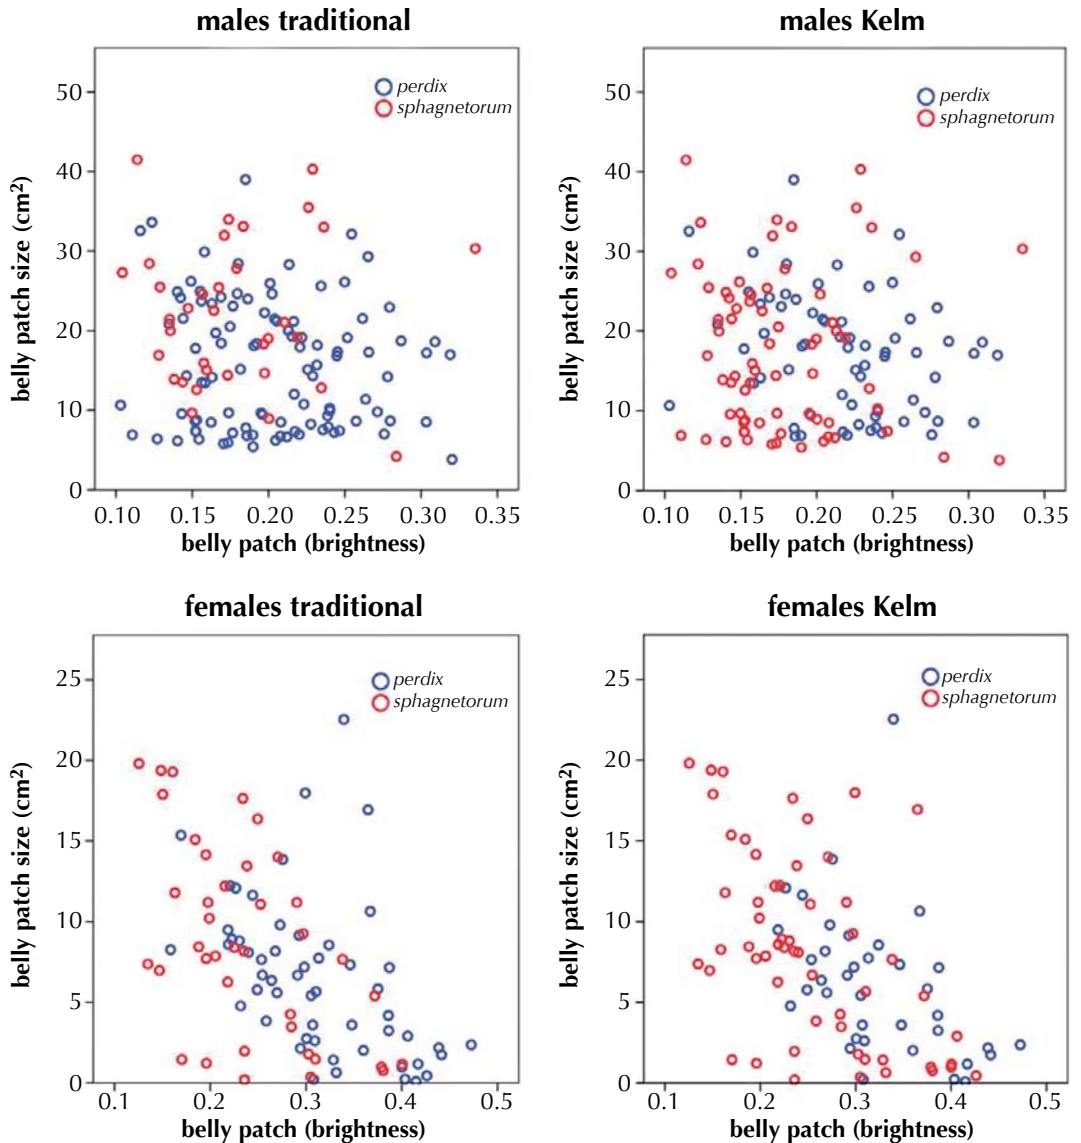 males traditional
males Kelm
belly patch size (cm²)
50
40
30
20
10
0
perdix
sphagnetorum
0.10 0.15 0.20 0.25 0.30 0.35
belly patch (brightness)
belly patch size (cm²)
50
40
30
20
10
0
perdix
sphagnetorum
0.10 0.15 0.20 0.25 0.30 0.35
belly patch (brightness)
females traditional
females Kelm
belly patch size (cm²)
25
20
15
10
5
0
perdix
sphagnetorum
0.1 0.2 0.3 0.4 0.5
belly patch (brightness)
belly patch size (cm²)
25
20
15
10
5
0
perdix
sphagnetorum
0.1 0.2 0.3 0.4 0.5
belly patch (brightness)